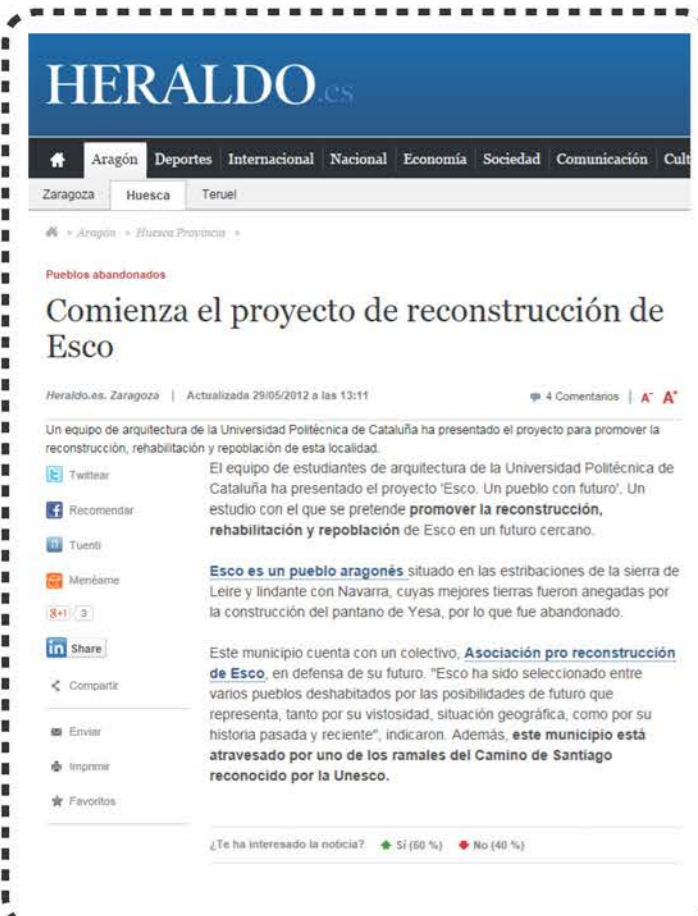 HERALDO.es
Aragón Deportes Internacional Nacional Economía Sociedad Comunicación Cult
Zaragoza Huesca Teruel
» Aragón » Huesca Provincia »
Pueblos abandonados
Comienza el proyecto de reconstrucción de
Esco
Heraldo.es. Zaragoza | Actualizada 29/05/2012 a las 13:11 4 Comentarios | A- A+
Un equipo de arquitectura de la Universidad Politécnica de Cataluña ha presentado el proyecto para promover la
reconstrucción, rehabilitación y repoblación de esta localidad.
Twittear
Recomendar
Tuenti
Menéame
8+1 3
in Share
Compartir
Enviar
Imprimir
Favoritos
El equipo de estudiantes de arquitectura de la Universidad Politécnica de
Cataluña ha presentado el proyecto 'Esco. Un pueblo con futuro'. Un
estudio con el que se pretende promover la reconstrucción,
rehabilitación y repoblación de Esco en un futuro cercano.
Esco es un pueblo aragonés situado en las estribaciones de la sierra de
Leire y lindante con Navarra, cuyas mejores tierras fueron anegadas por
la construcción del pantano de Yesa, por lo que fue abandonado.
Este municipio cuenta con un colectivo, Asociación pro reconstrucción
de Esco, en defensa de su futuro. "Esco ha sido seleccionado entre
varios pueblos deshabitados por las posibilidades de futuro que
representa, tanto por su vistosidad, situación geográfica, como por su
historia pasada y reciente", indicaron. Además, este municipio está
atravesado por uno de los ramales del Camino de Santiago
reconocido por la Unesco.
¿Te ha interesado la noticia? Sí (60 %) No (40 %)